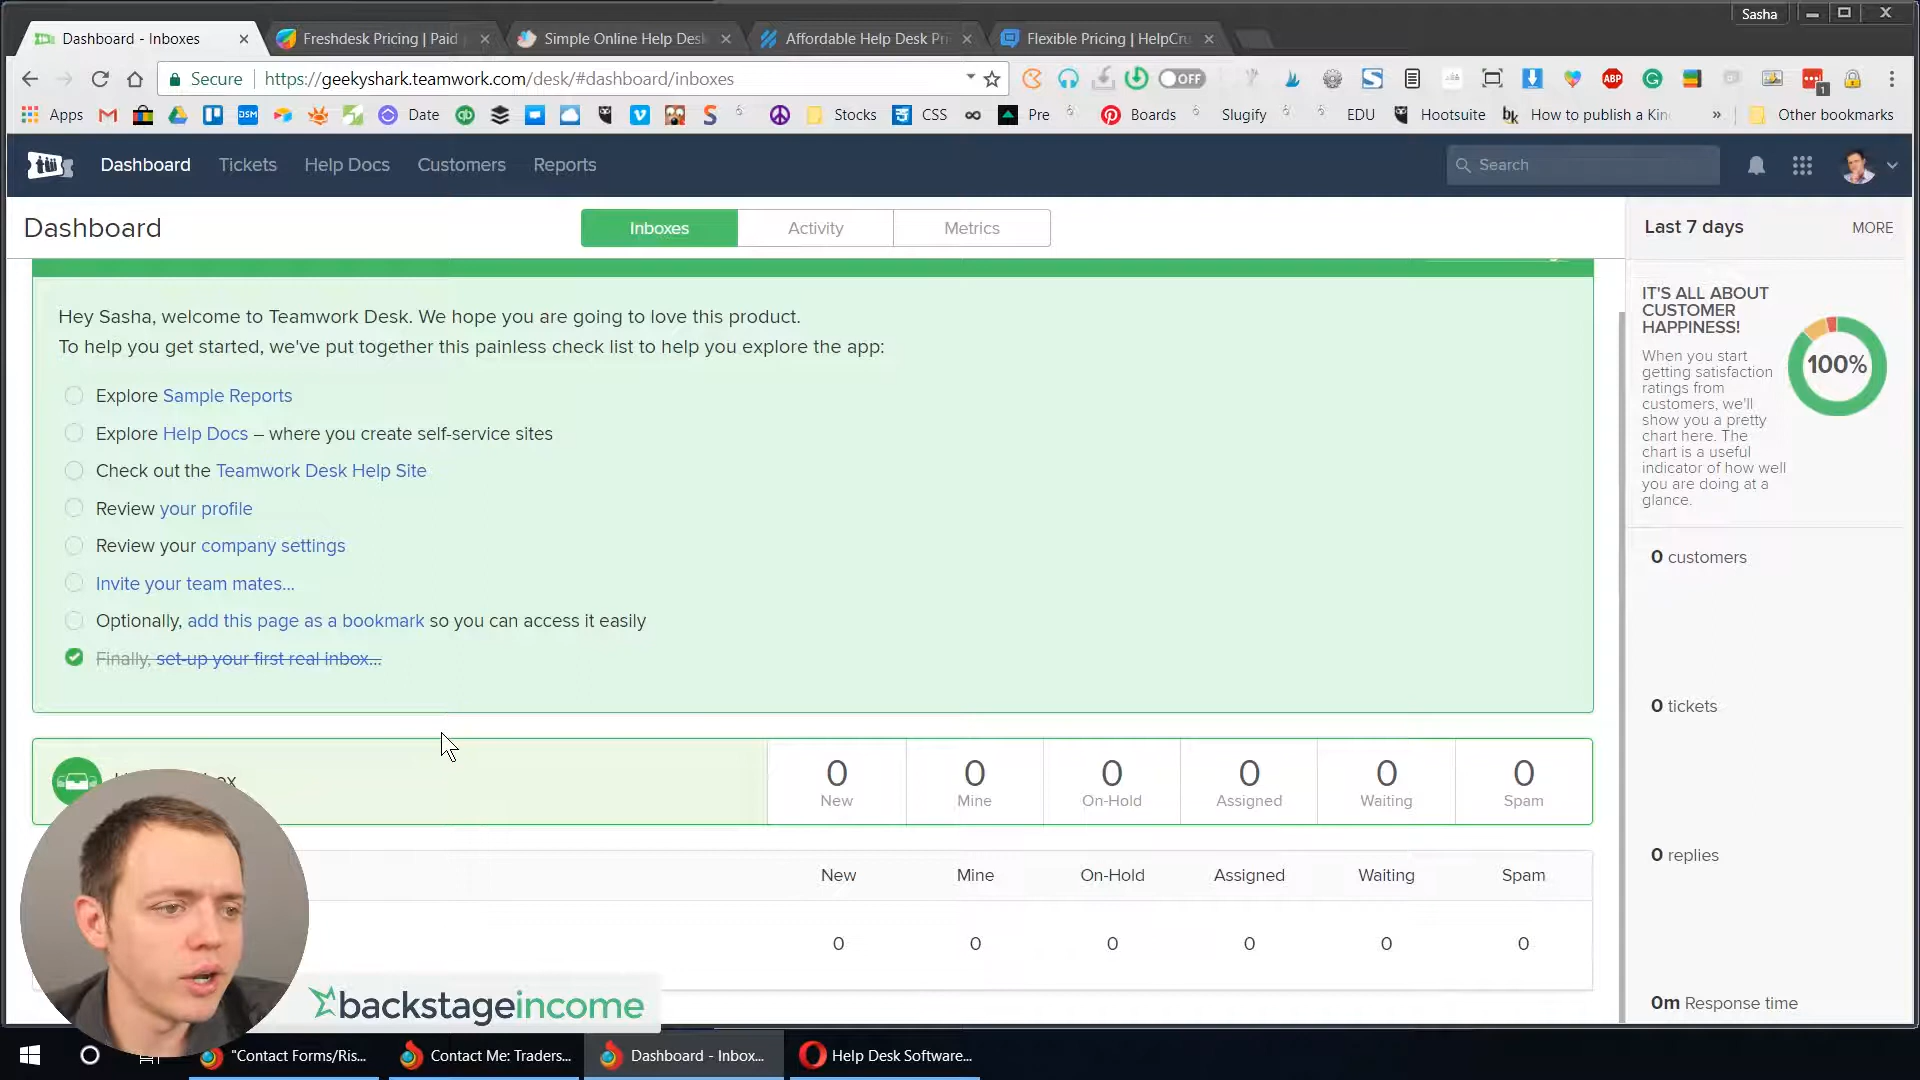 Sasha
Dashboard - Inboxes
Freshdesk Pricing | Paid
Simple Online Help Des
Affordable Help Desk Pri
Flexible Pricing | HelpCru
Secure
https://geekyshark.teamwork.com/desk/#dashboard/inboxes
OFF
ABP
1
Apps
DSM
Date
Stocks
CSS
Pre
Boards
Slugify
EDU
Hootsuite
How to publish a Kin
»
Other bookmarks
Dashboard
Tickets
Help Docs
Customers
Reports
Search
Dashboard
Inboxes
Activity
Metrics
Last 7 days
MORE
Hey Sasha, welcome to Teamwork Desk. We hope you are going to love this product.
To help you get started, we've put together this painless check list to help you explore the app:
Explore Sample Reports
Explore Help Docs – where you create self-service sites
Check out the Teamwork Desk Help Site
Review your profile
Review your company settings
Invite your team mates...
Optionally, add this page as a bookmark so you can access it easily
Finally, set-up your first real inbox...
IT'S ALL ABOUT
CUSTOMER
HAPPINESS!
When you start
getting satisfaction
ratings from
customers, we'll
show you a pretty
chart here. The
chart is a useful
indicator of how well
you are doing at a
glance.
100%
0 customers
0 tickets
0 replies
0m Response time
0 New
0 Mine
0 On-Hold
0 Assigned
0 Waiting
0 Spam
New Mine On-Hold Assigned Waiting Spam
0 0 0 0 0 0
backstageincome
"Contact Forms/Ris...
Contact Me: Traders...
Dashboard - Inbox...
Help Desk Software...